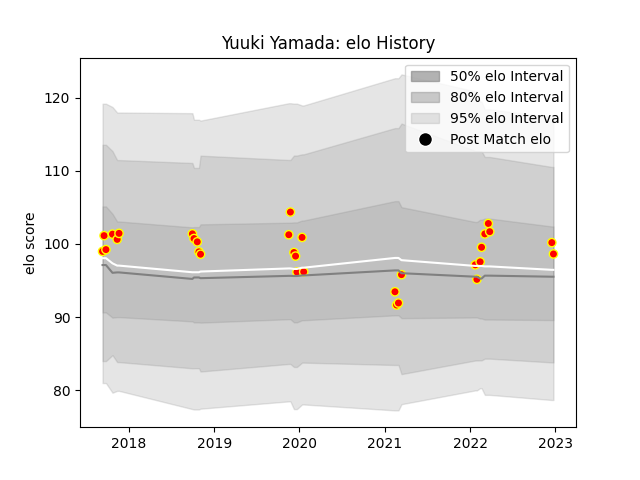 Yuuki Yamada: elo History
50% elo Interval
80% elo Interval
95% elo Interval
Post Match elo
elo score
120
110
100
90
80
2018 2019 2020 2021 2022 2023